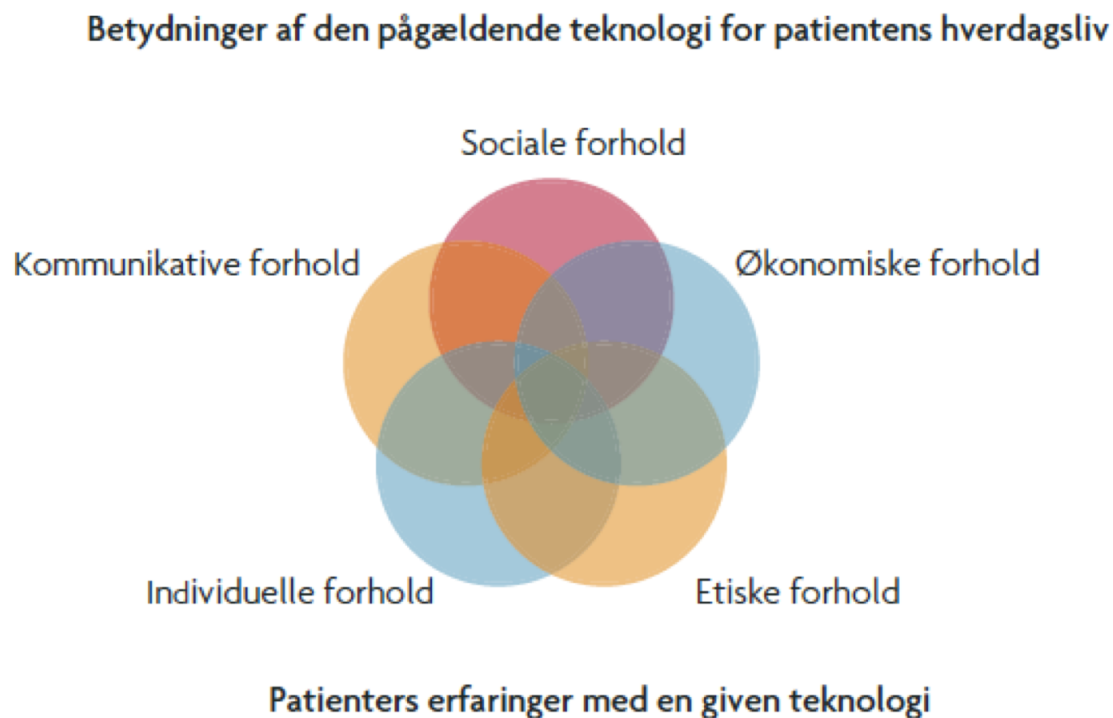 Betydninger af den pågældende teknologi for patientens hverdagsliv
Sociale forhold
Kommunikative forhold
Økonomiske forhold
Individuelle forhold
Etiske forhold
Patienters erfaringer med en given teknologi